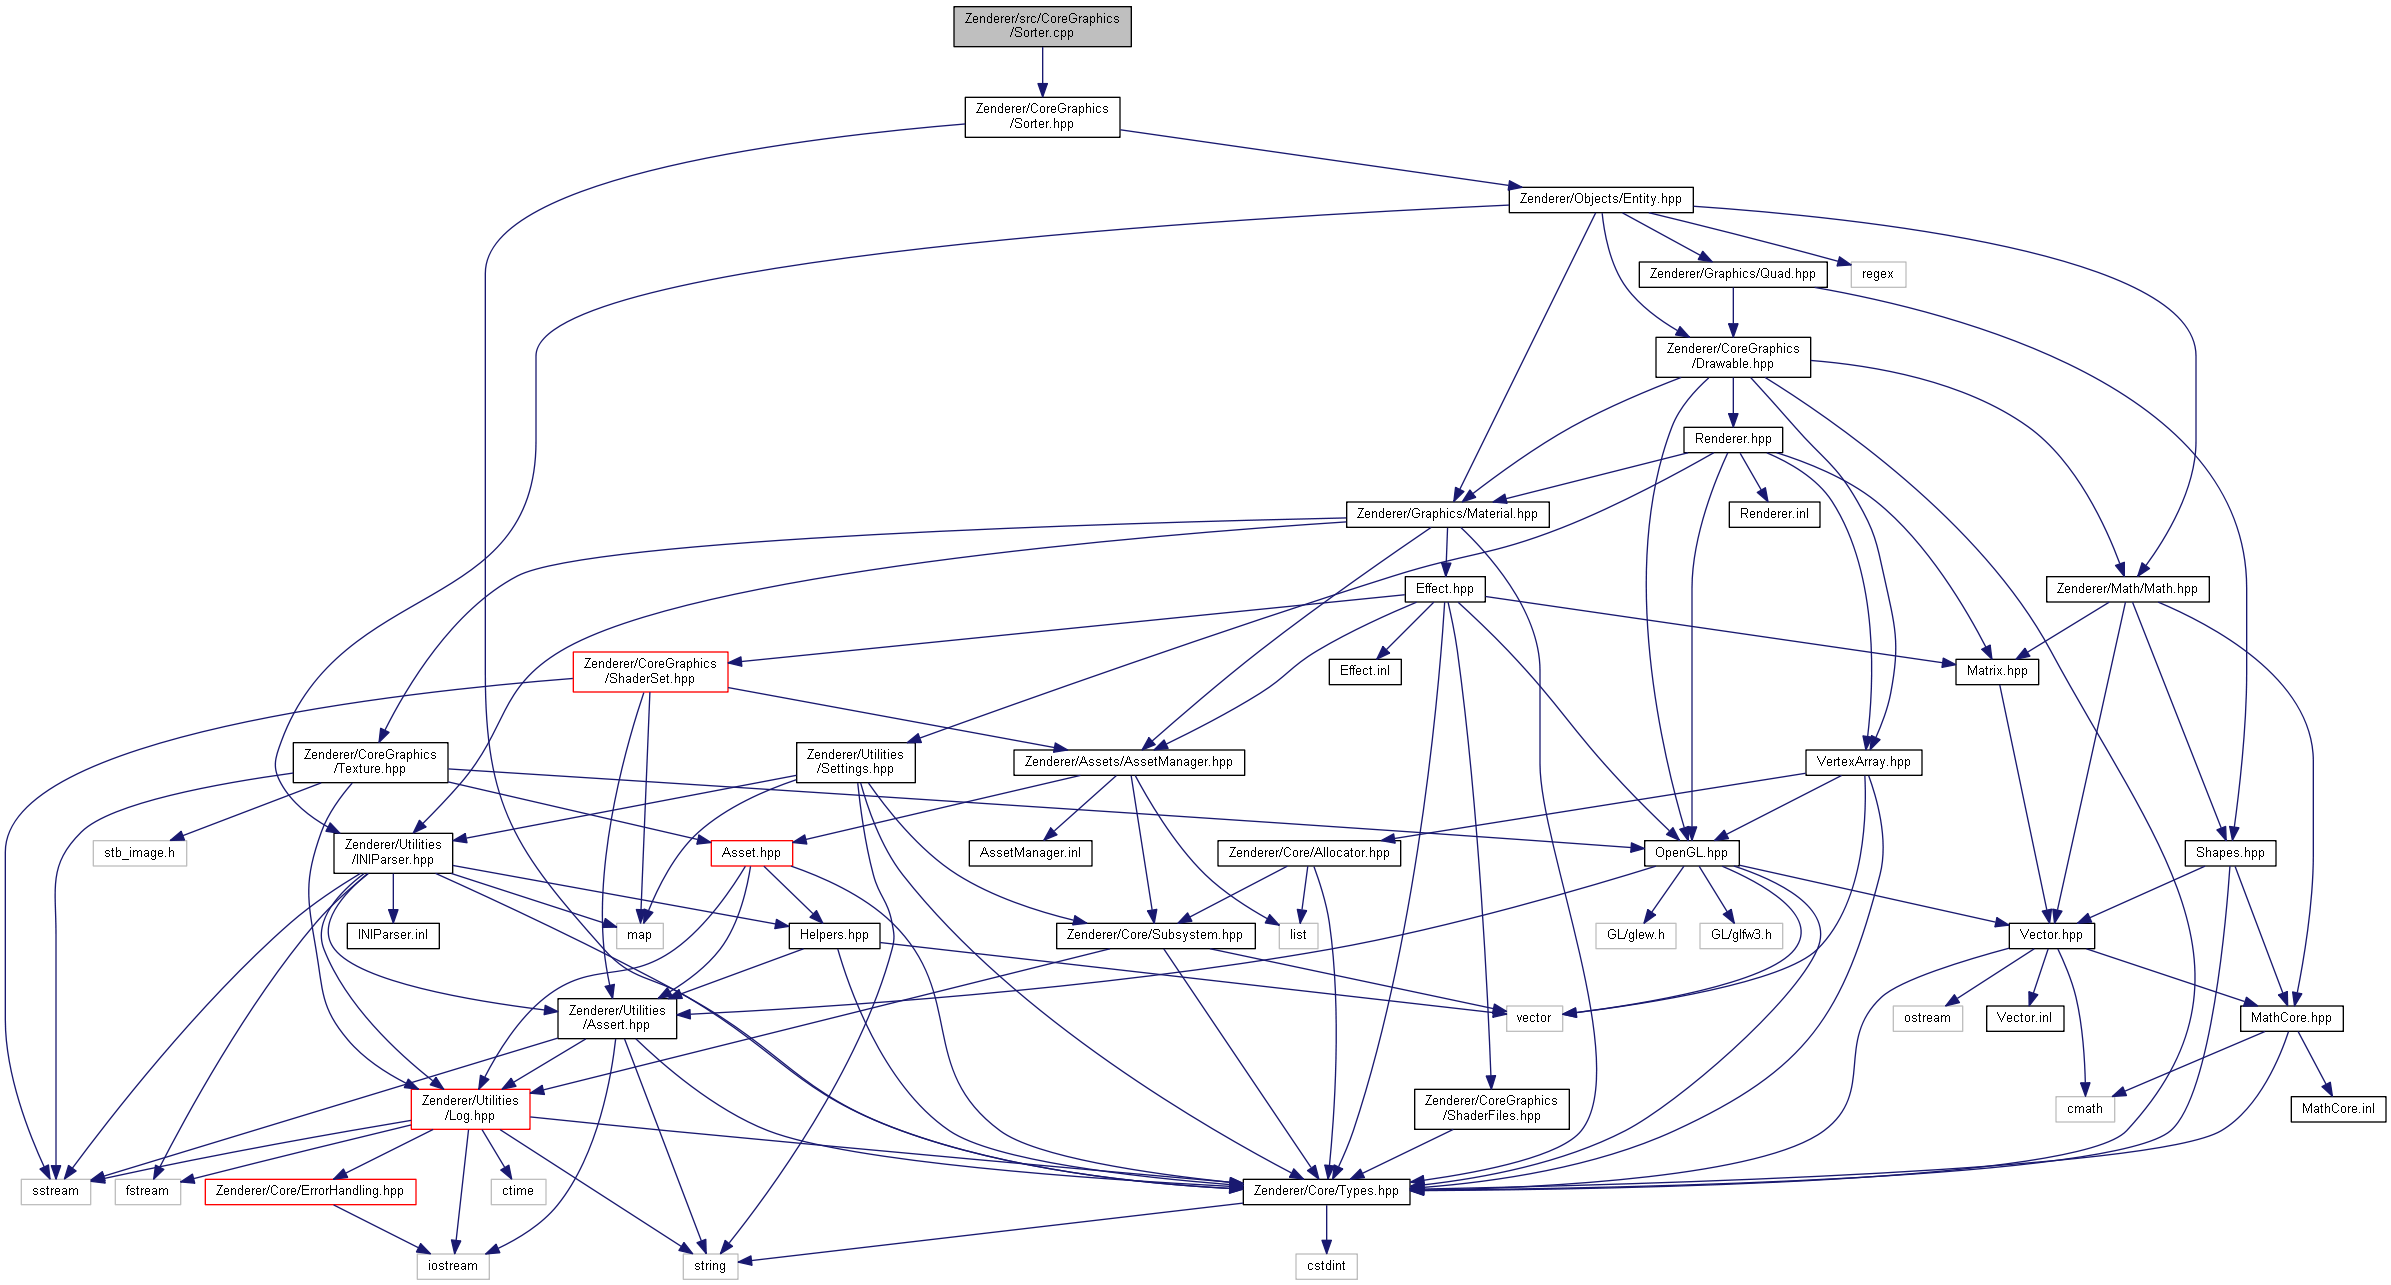 Zenderer/src/CoreGraphics
/Sorter.cpp
Zenderer/CoreGraphics
/Sorter.hpp
Zenderer/Objects/Entity.hpp
Zenderer/Graphics/Quad.hpp
regex
Zenderer/CoreGraphics
/Drawable.hpp
Renderer.hpp
Zenderer/Graphics/Material.hpp
Renderer.inl
Effect.hpp
Zenderer/Math/Math.hpp
Zenderer/CoreGraphics
/ShaderSet.hpp
Effect.inl
Matrix.hpp
Zenderer/CoreGraphics
/Texture.hpp
Zenderer/Utilities
/Settings.hpp
Zenderer/Assets/AssetManager.hpp
VertexArray.hpp
stb_image.h
Zenderer/Utilities
/INIParser.hpp
Asset.hpp
AssetManager.inl
Zenderer/Core/Allocator.hpp
OpenGL.hpp
Shapes.hpp
INIParser.inl
map
Helpers.hpp
Zenderer/Core/Subsystem.hpp
list
GL/glew.h
GL/glfw3.h
Vector.hpp
Zenderer/Utilities
/Assert.hpp
vector
ostream
Vector.inl
MathCore.hpp
Zenderer/Utilities
/Log.hpp
Zenderer/CoreGraphics
/ShaderFiles.hpp
cmath
MathCore.inl
sstream
fstream
Zenderer/Core/ErrorHandling.hpp
ctime
Zenderer/Core/Types.hpp
iostream
string
cstdint